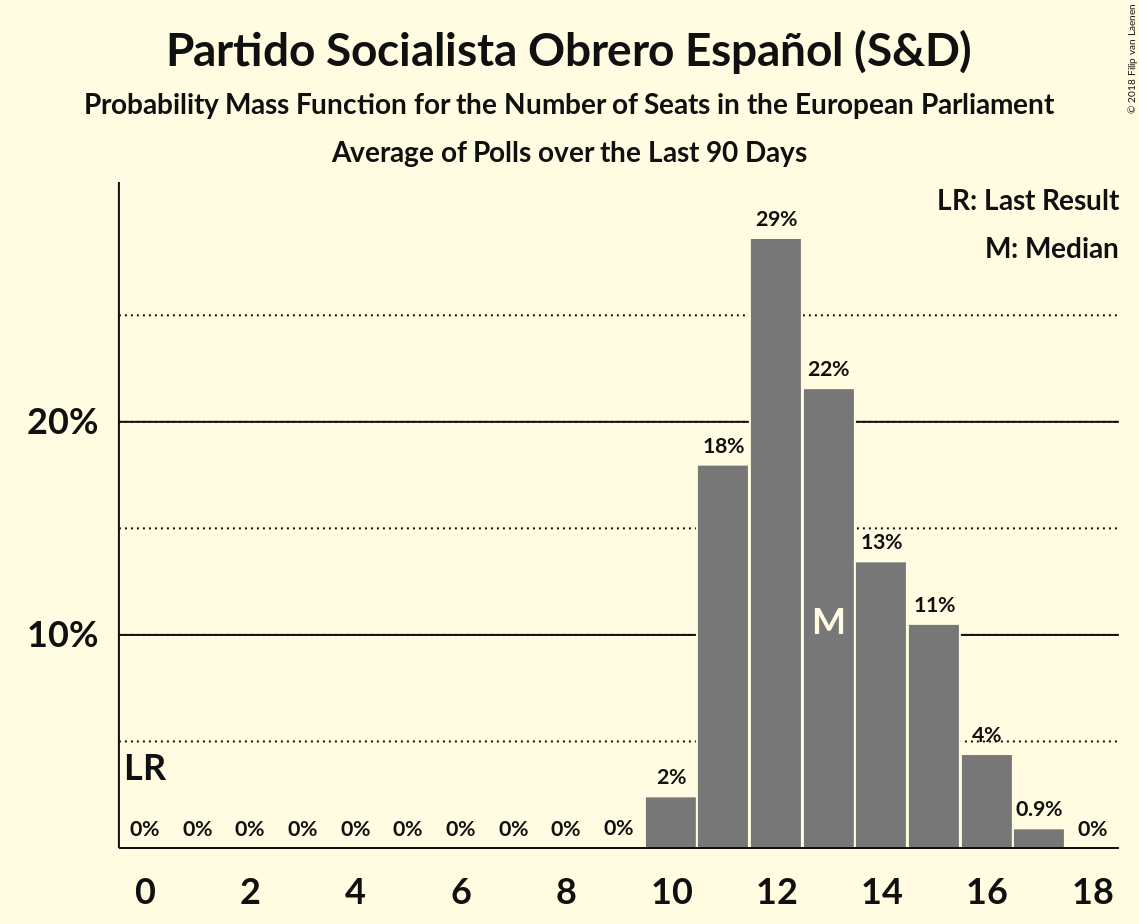 Partido Socialista Obrero Español (S&D)
Probability Mass Function for the Number of Seats in the European Parliament
Average of Polls over the Last 90 Days
© 2018 Filip van Laenen
LR: Last Result
M: Median
29%
22%
20%
18%
13%
11%
M
10%
4%
LR
2%
0.9%
0% 0% 0% 0% 0% 0% 0% 0% 0% 0% 0%
0 2 4 6 8 10 12 14 16 18